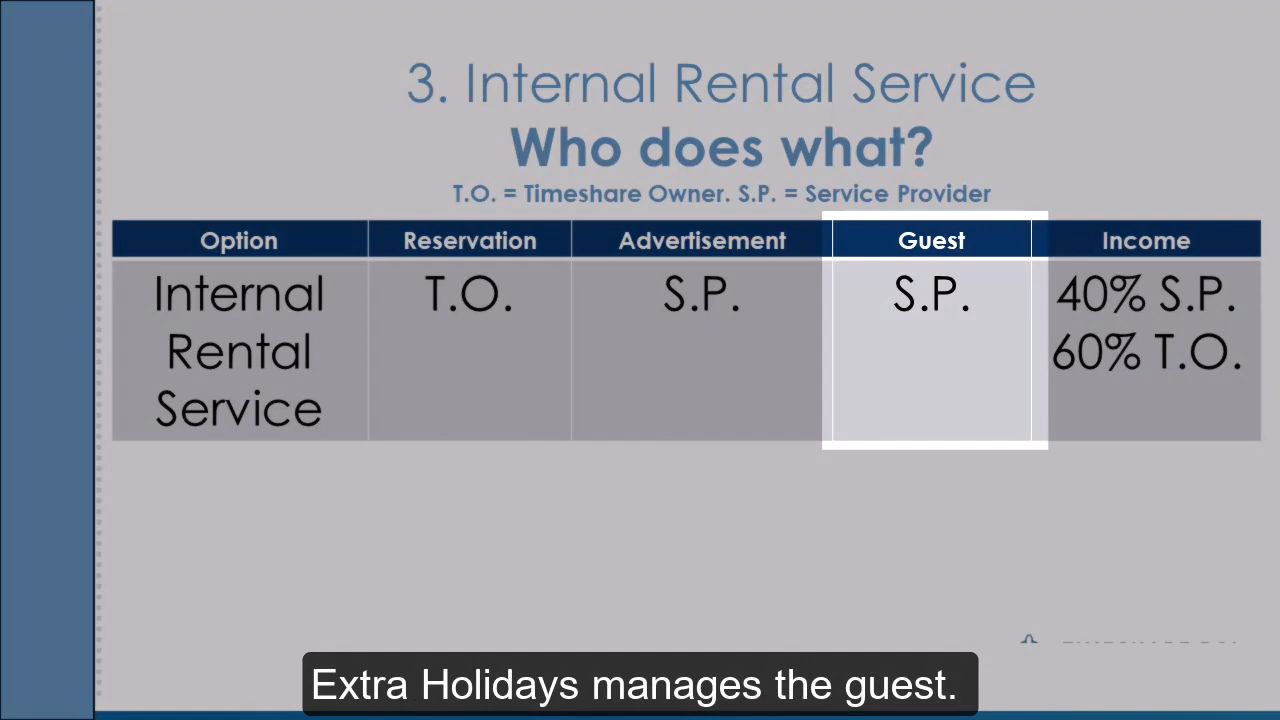 3. Internal Rental Service
Who does what?
T.O. = Timeshare Owner. S.P. = Service Provider
Option Reservation Advertisement Guest Income
Internal T.O. S.P. S.P. 40% S.P.
Rental 60% T.O.
Service
Extra Holidays manages the guest.